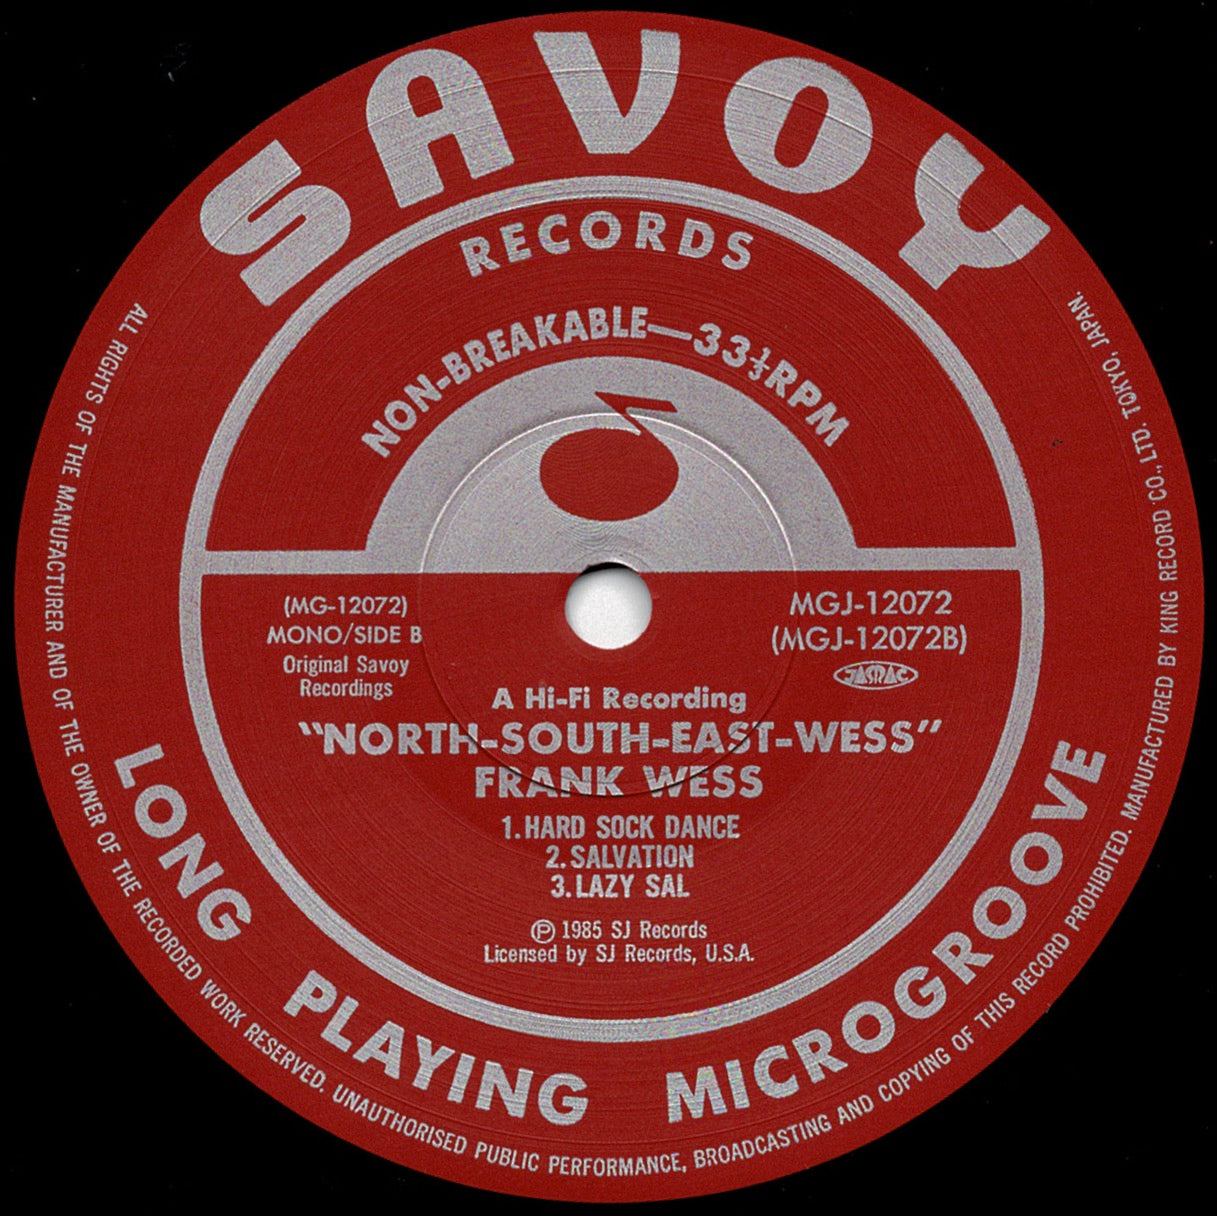 SAVOY
RECORDS
NON-BREAKABLE—33⅓RPM
(MG-12072)
MONO/SIDE B
Original Savoy
Recordings
MGJ-12072
(MGJ-12072B)
JASRAC
A Hi-Fi Recording
"NORTH-SOUTH-EAST-WESS"
FRANK WESS
1.HARD SOCK DANCE
2.SALVATION
3.LAZY SAL
℗ 1985 SJ Records
Licensed by SJ Records, U.S.A.
LONG PLAYING MICROGROOVE
ALL RIGHTS OF THE MANUFACTURER AND OF THE OWNER OF THE RECORDED WORK RESERVED. UNAUTHORISED PUBLIC PERFORMANCE, BROADCASTING AND COPYING OF THIS RECORD PROHIBITED. MANUFACTURED BY KING RECORD CO., LTD. TOKYO, JAPAN.